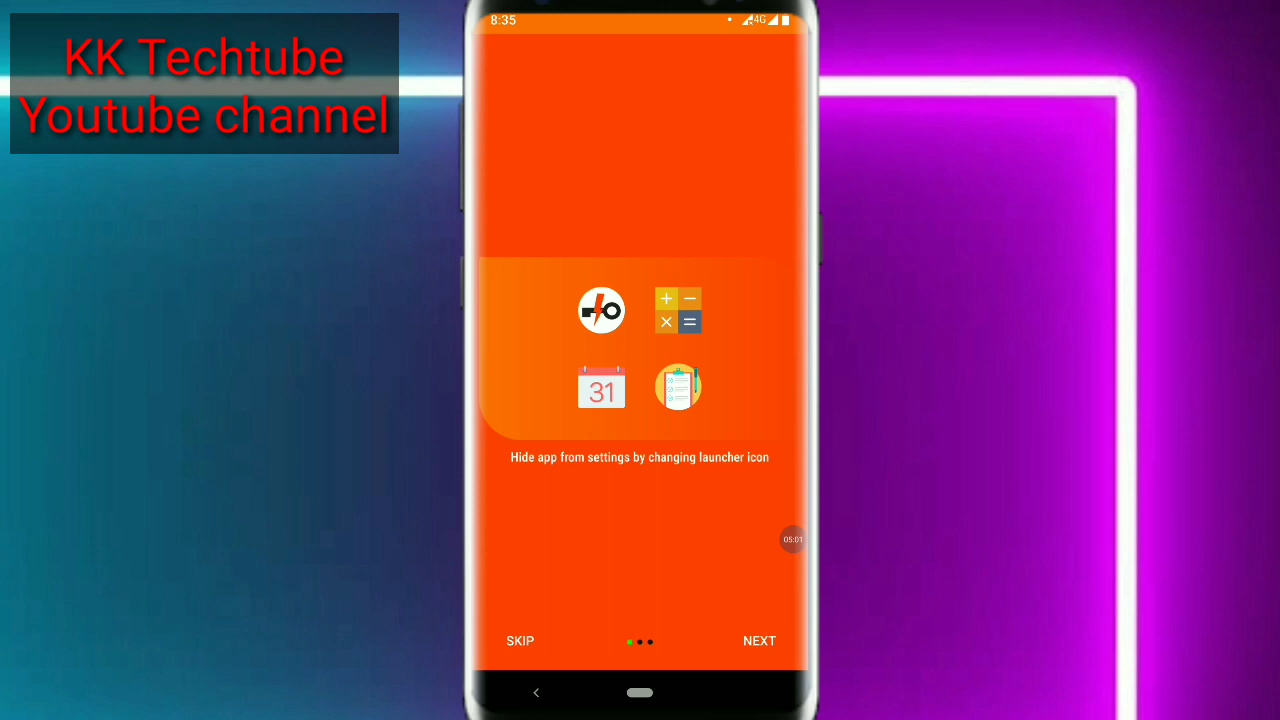 KK Techtube
Youtube channel
8:35
4G
31
Hide app from settings by changing launcher icon
05:01
SKIP
NEXT